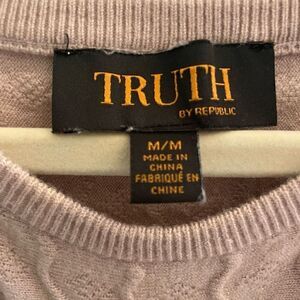 TRUTH
BY REPUBLIC
M/M
MADE IN
CHINA
FABRIQUÉ EN
CHINE